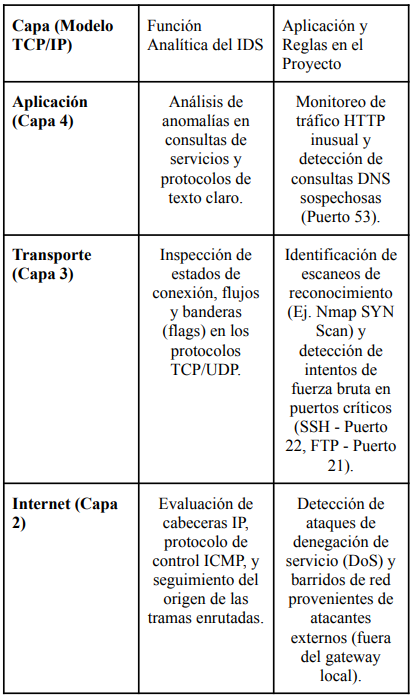 Capa (Modelo
TCP/IP)
Función
Analítica del IDS
Aplicación y
Reglas en el
Proyecto
Aplicación
(Capa 4)
Análisis de
anomalías en
consultas de
servicios y
protocolos de
texto claro.
Monitoreo de
tráfico HTTP
inusual y
detección de
consultas DNS
sospechosas
(Puerto 53).
Transporte
(Capa 3)
Inspección de
estados de
conexión, flujos
y banderas
(flags) en los
protocolos
TCP/UDP.
Identificación de
escaneos de
reconocimiento
(Ej. Nmap SYN
Scan) y
detección de
intentos de
fuerza bruta en
puertos críticos
(SSH - Puerto
22, FTP - Puerto
21).
Internet (Capa
2)
Evaluación de
cabeceras IP,
protocolo de
control ICMP, y
seguimiento del
origen de las
tramas enrutadas.
Detección de
ataques de
denegación de
servicio (DoS) y
barridos de red
provenientes de
atacantes
externos (fuera
del gateway
local).